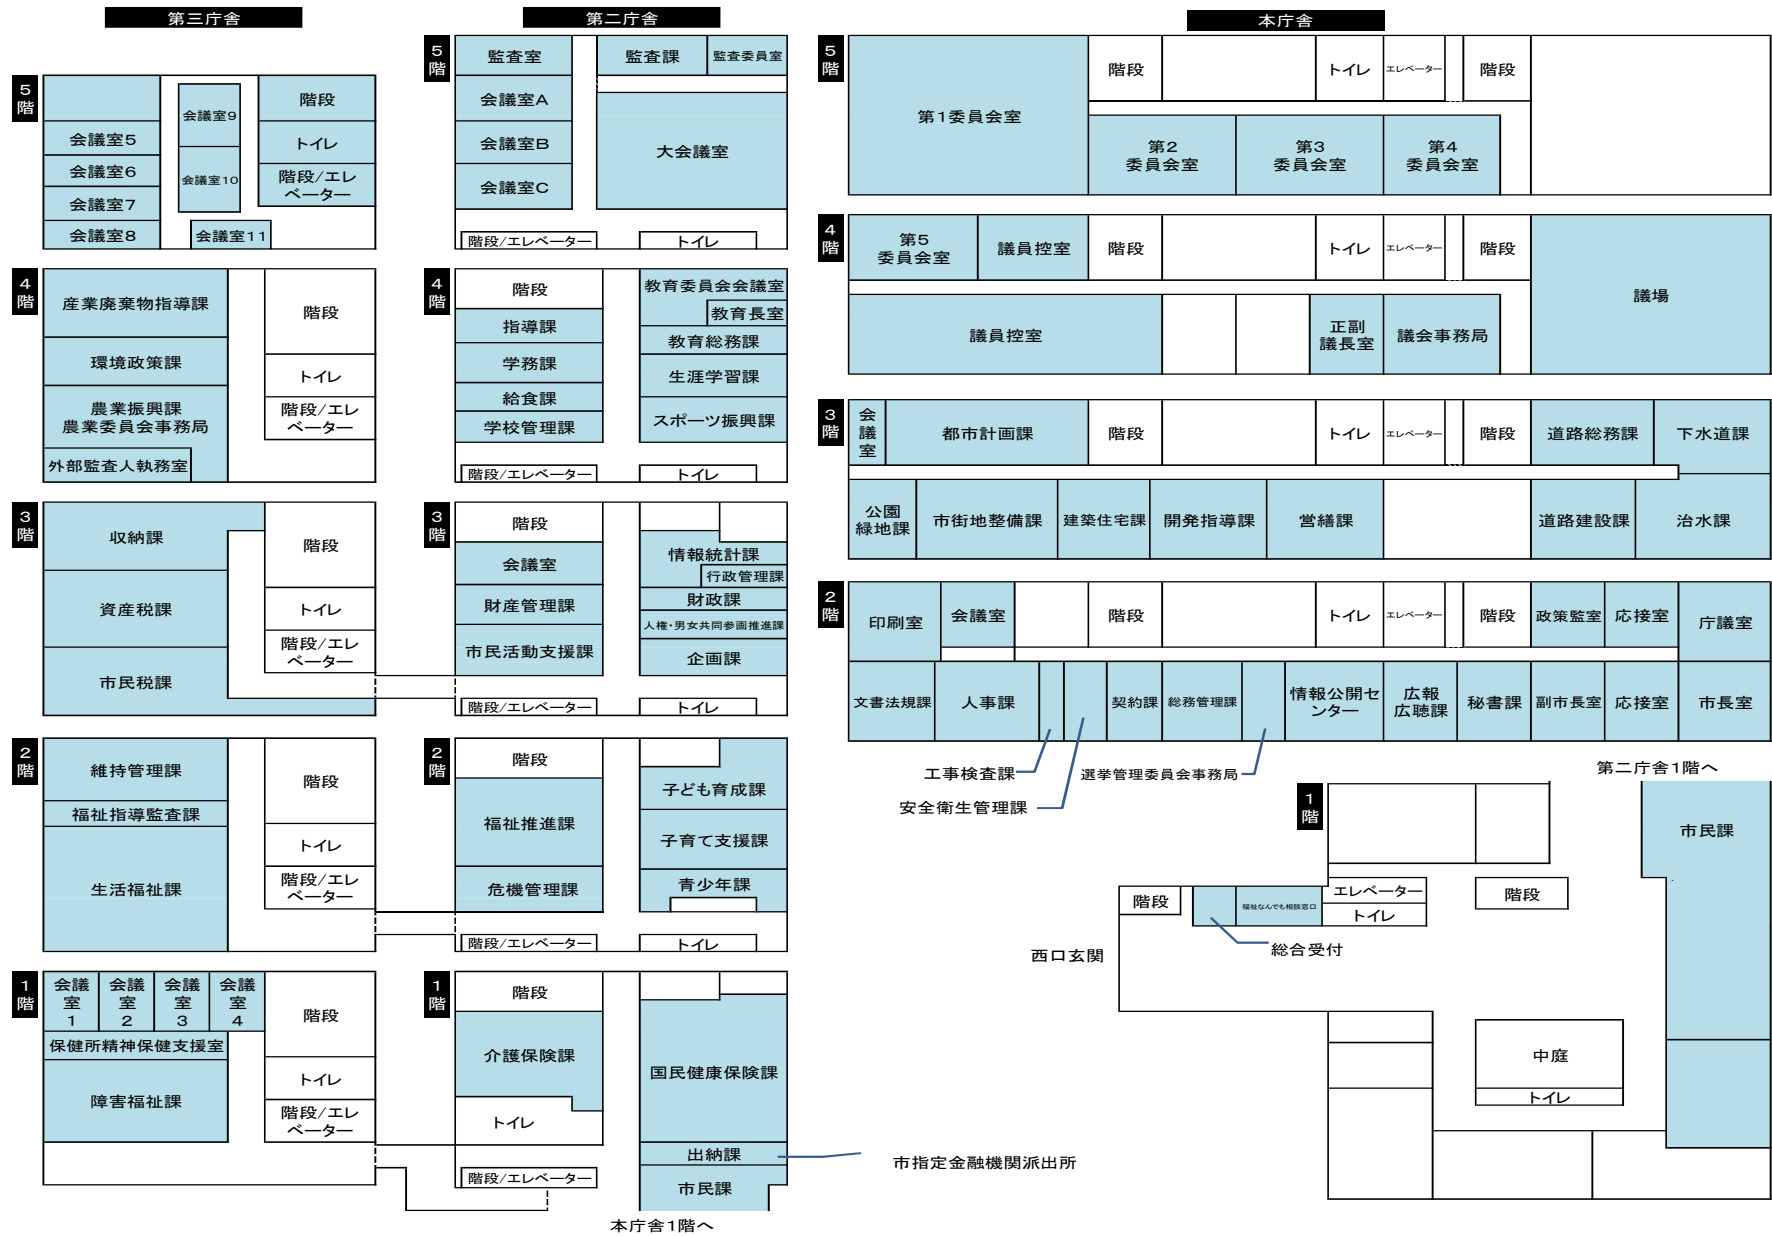 第三庁舎
5
階
会議室5
会議室6
会議室7
会議室8
会議室9
会議室10
会議室11
階段
トイレ
階段/エレ
ベーター
4
階
産業廃棄物指導課
環境政策課
農業振興課
農業委員会事務局
外部監査人執務室
階段
トイレ
階段/エレ
ベーター
3
階
収納課
資産税課
市民税課
階段
トイレ
階段/エレ
ベーター
2
階
維持管理課
福祉指導監査課
生活福祉課
階段
トイレ
階段/エレ
ベーター
1
階
会議
室
1
会議
室
2
会議
室
3
会議
室
4
保健所精神保健支援室
障害福祉課
階段
トイレ
階段/エレ
ベーター
第二庁舎
5
階
監査室
会議室A
会議室B
会議室C
監査課
監査委員室
大会議室
階段/エレベーター
トイレ
4
階
階段
指導課
学務課
給食課
学校管理課
教育委員会会議室
教育長室
教育総務課
生涯学習課
スポーツ振興課
階段/エレベーター
トイレ
3
階
階段
会議室
財産管理課
市民活動支援課
情報統計課
行政管理課
財政課
人権・男女共同参画推進課
企画課
階段/エレベーター
トイレ
2
階
階段
福祉推進課
危機管理課
子ども育成課
子育て支援課
青少年課
階段/エレベーター
トイレ
1
階
階段
介護保険課
トイレ
国民健康保険課
出納課
市民課
階段/エレベーター
市指定金融機関派出所
本庁舎1階へ
本庁舎
5
階
第1委員会室
階段
トイレ
エレベーター
階段
第2
委員会室
第3
委員会室
第4
委員会室
4
階
第5
委員会室
議員控室
階段
トイレ
エレベーター
階段
議場
議員控室
正副
議長室
議会事務局
3
階
会
議
室
都市計画課
階段
トイレ
エレベーター
階段
道路総務課
下水道課
公園
緑地課
市街地整備課
建築住宅課
開発指導課
営繕課
道路建設課
治水課
2
階
印刷室
会議室
階段
トイレ
エレベーター
階段
政策監室
応接室
庁議室
文書法規課
人事課
契約課
総務管理課
情報公開セ
ンター
広報
広聴課
秘書課
副市長室
応接室
市長室
工事検査課
選挙管理委員会事務局
安全衛生管理課
第二庁舎1階へ
1
階
市民課
階段
福祉なんでも相談窓口
エレベーター
トイレ
階段
総合受付
西口玄関
中庭
トイレ